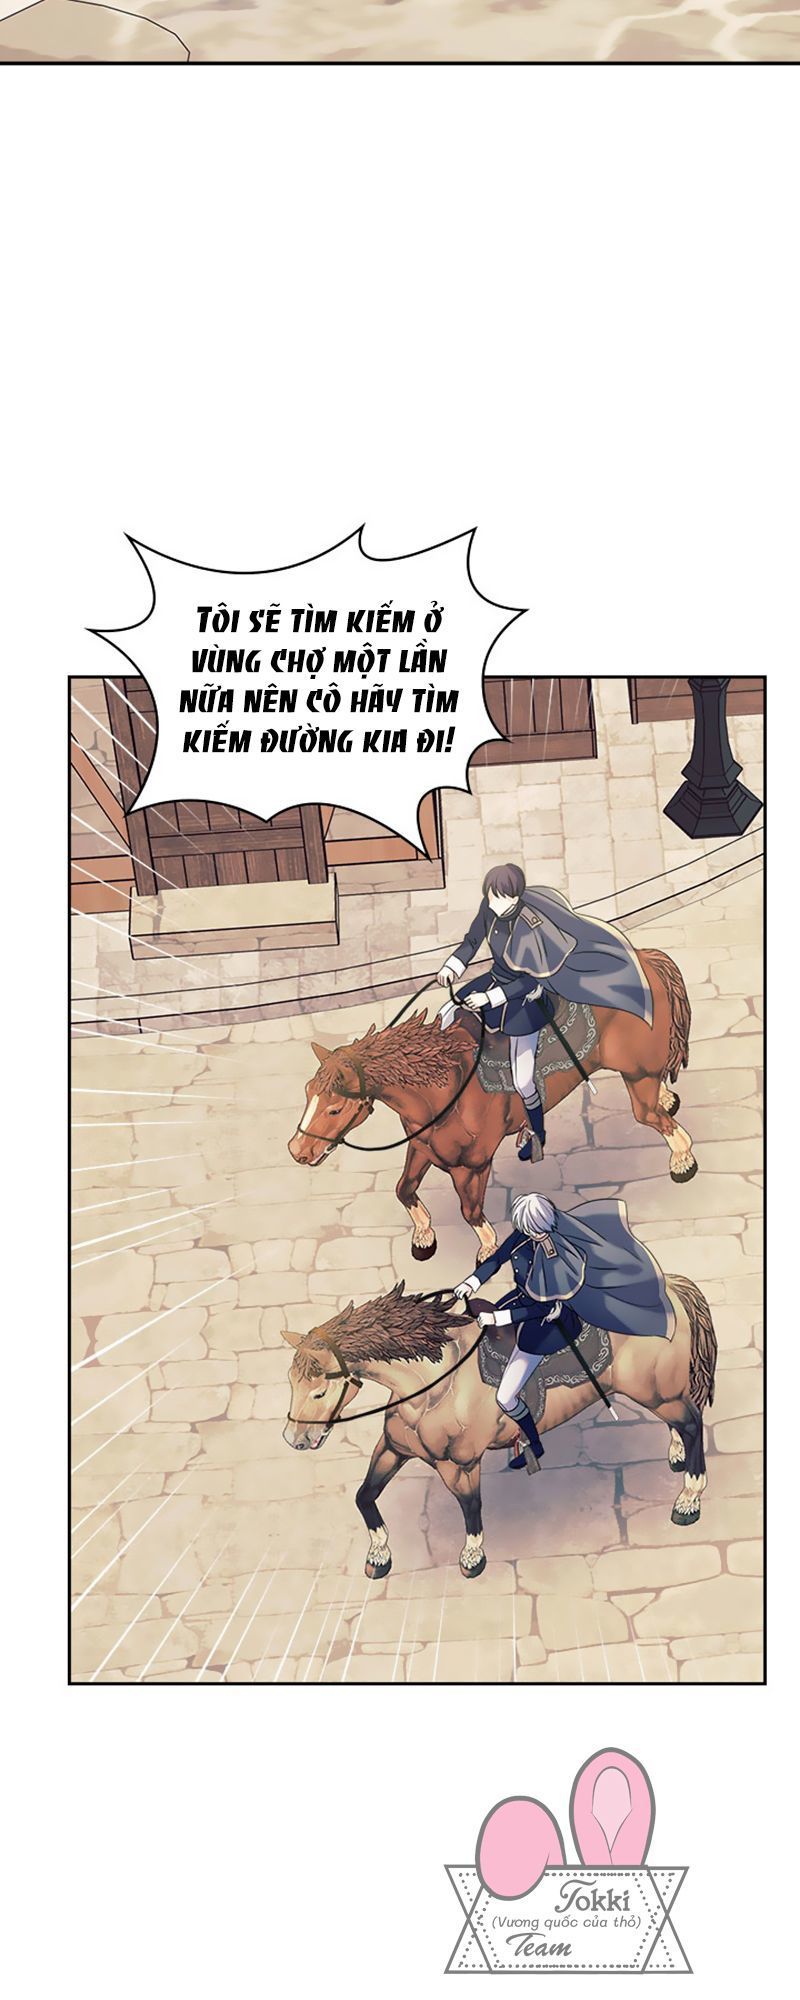 TÔI SẼ TÌM KIẾM Ở
VÙNG CHỢ MỘT LẦN
NỮA NÊN CÔ HÃY TÌM
KIẾM ĐƯỜNG KIA ĐI!
Tokki
(Vương quốc của thỏ)
Team